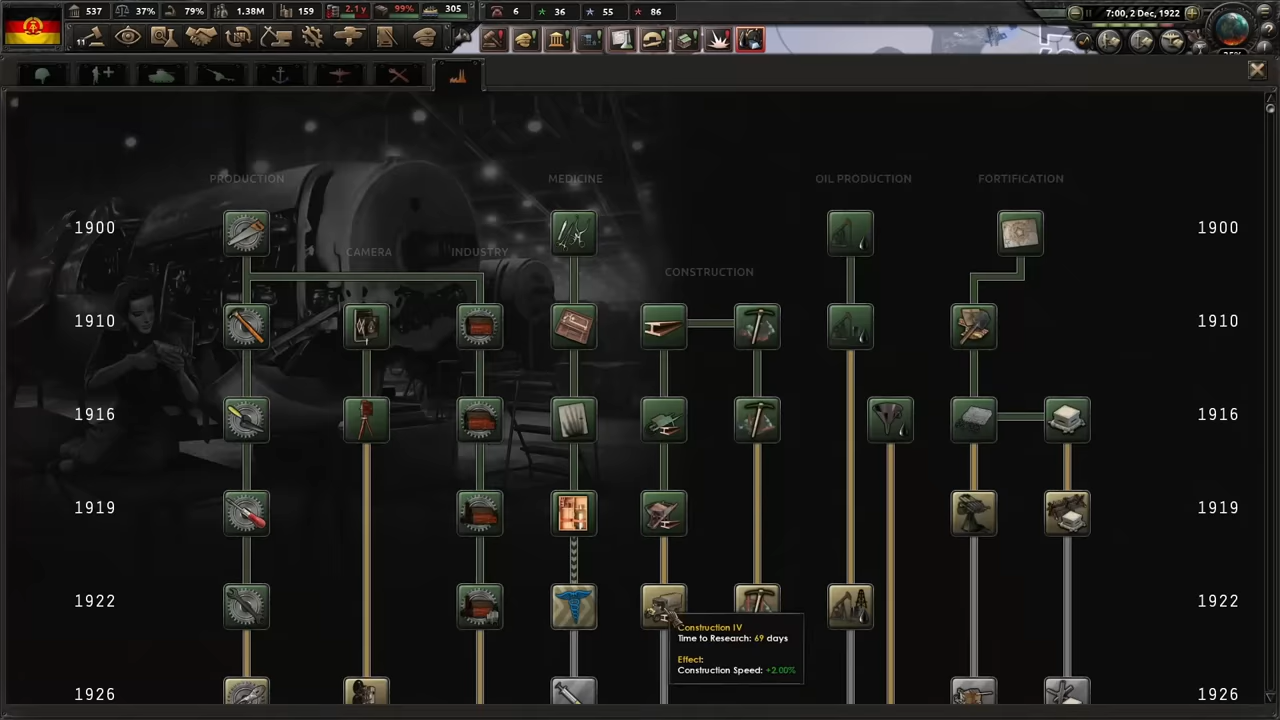 537 37% 79% 1.38M 159 2.1y 99% 305 6 36 55 86 7:00, 2 Dec, 1922
11
PRODUCTION MEDICINE OIL PRODUCTION FORTIFICATION
1900 1900
CAMERA INDUSTRY
CONSTRUCTION
1910 1910
1916 1916
1919 1919
1922 1922
Construction IV
Time to Research: 69 days
Effect:
Construction Speed: +2.00%
1926 1926